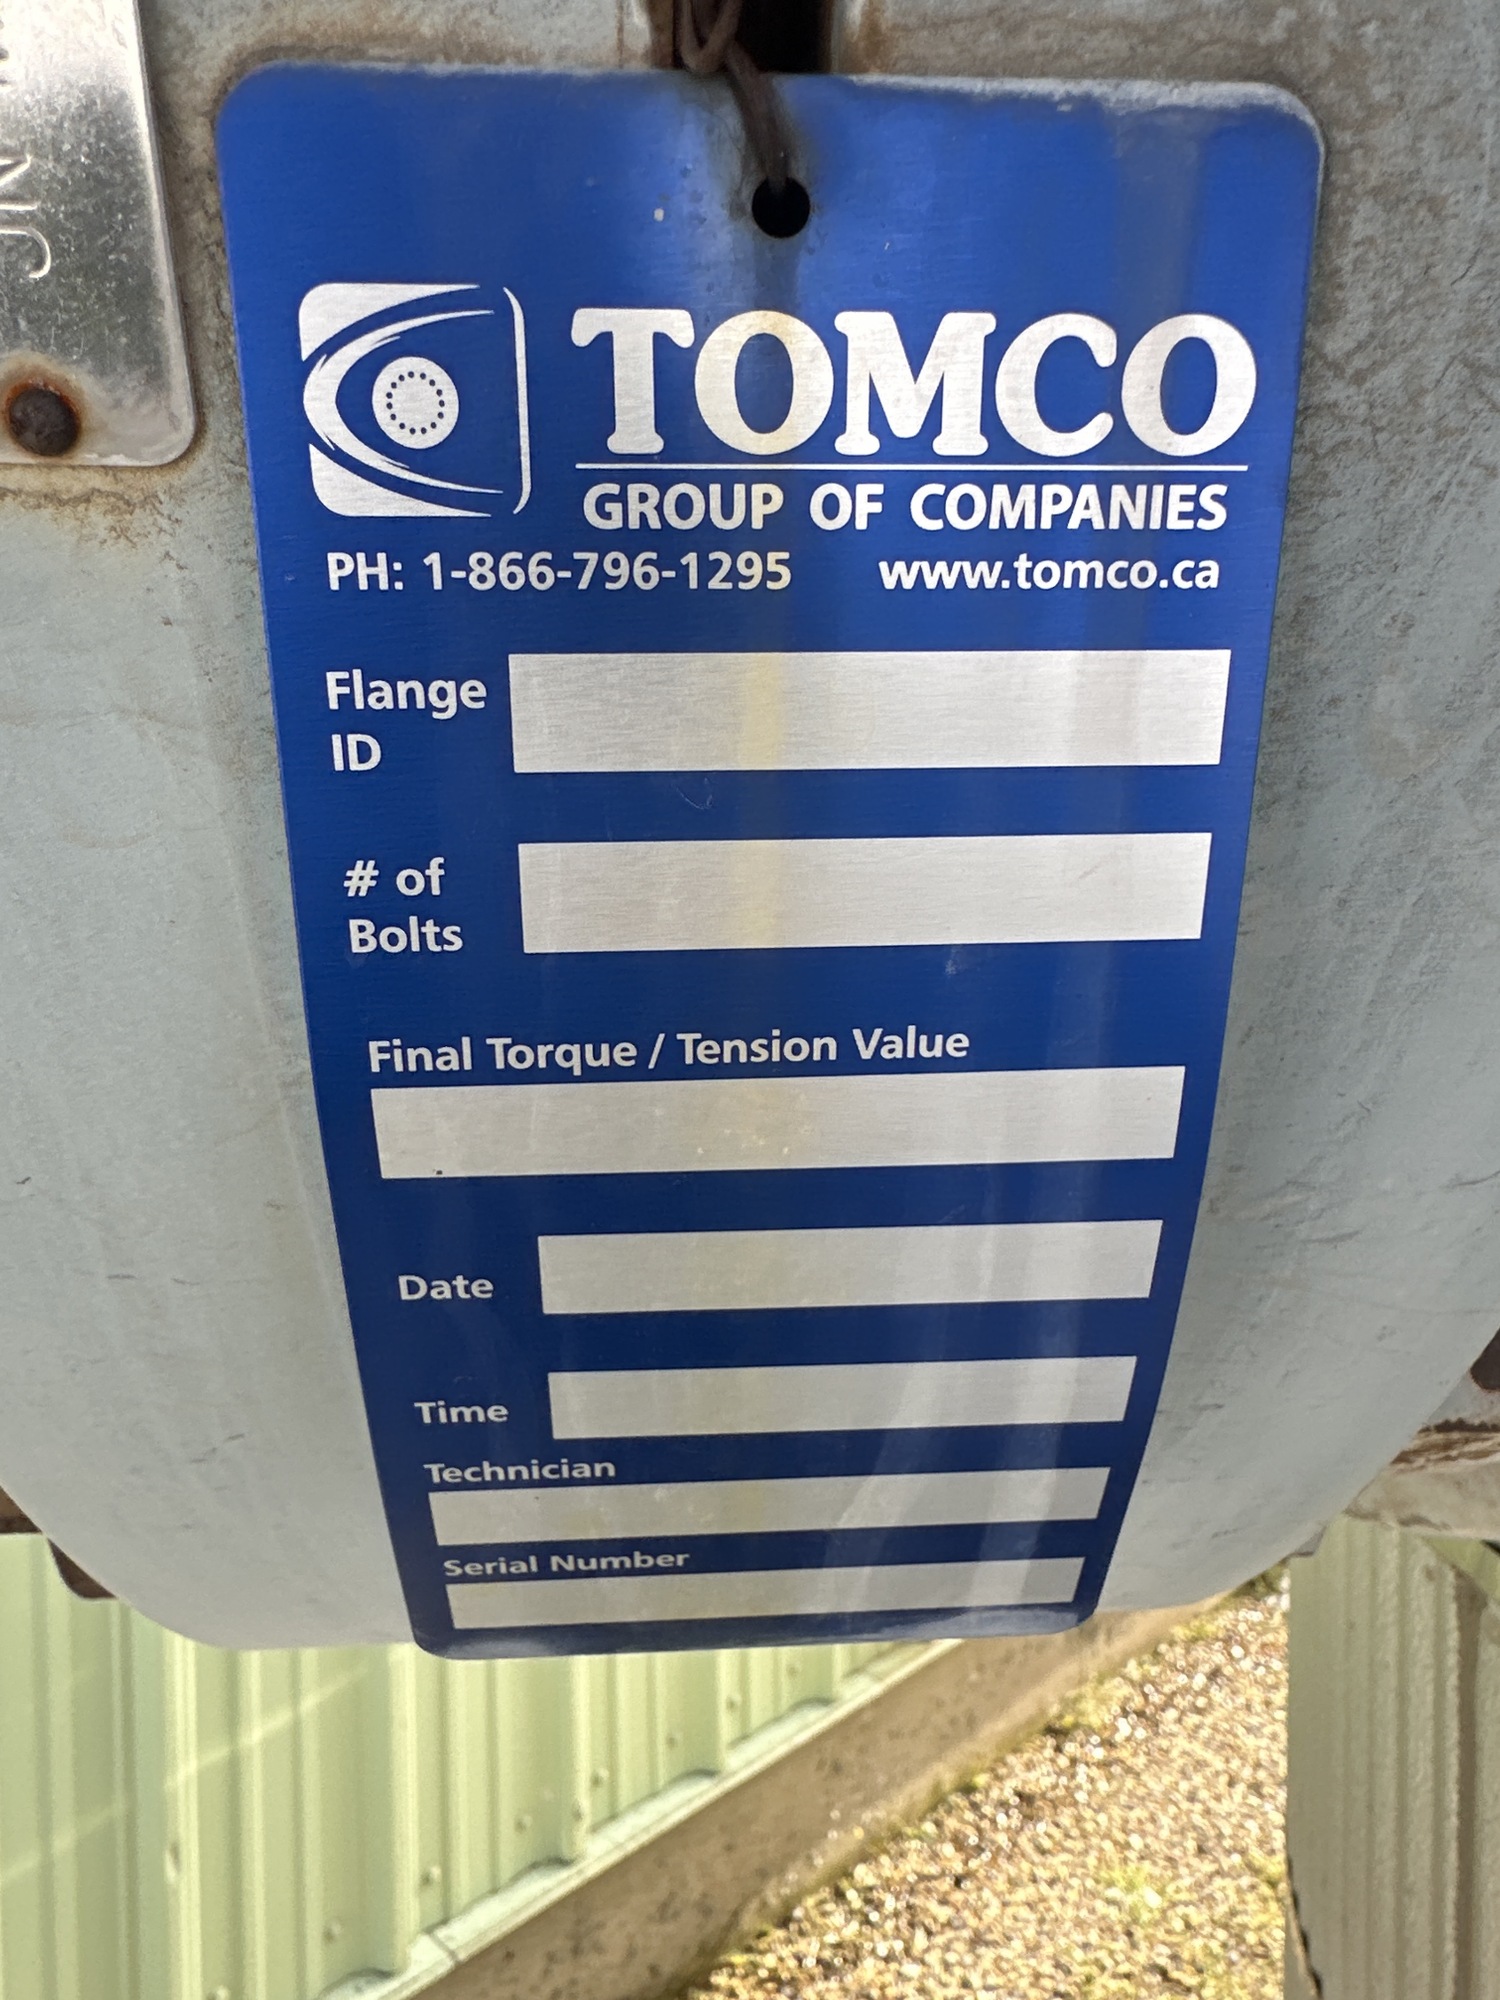 TOMCO
GROUP OF COMPANIES
PH: 1-866-796-1295 www.tomco.ca
Flange
ID
# of
Bolts
Final Torque / Tension Value
Date
Time
Technician
Serial Number